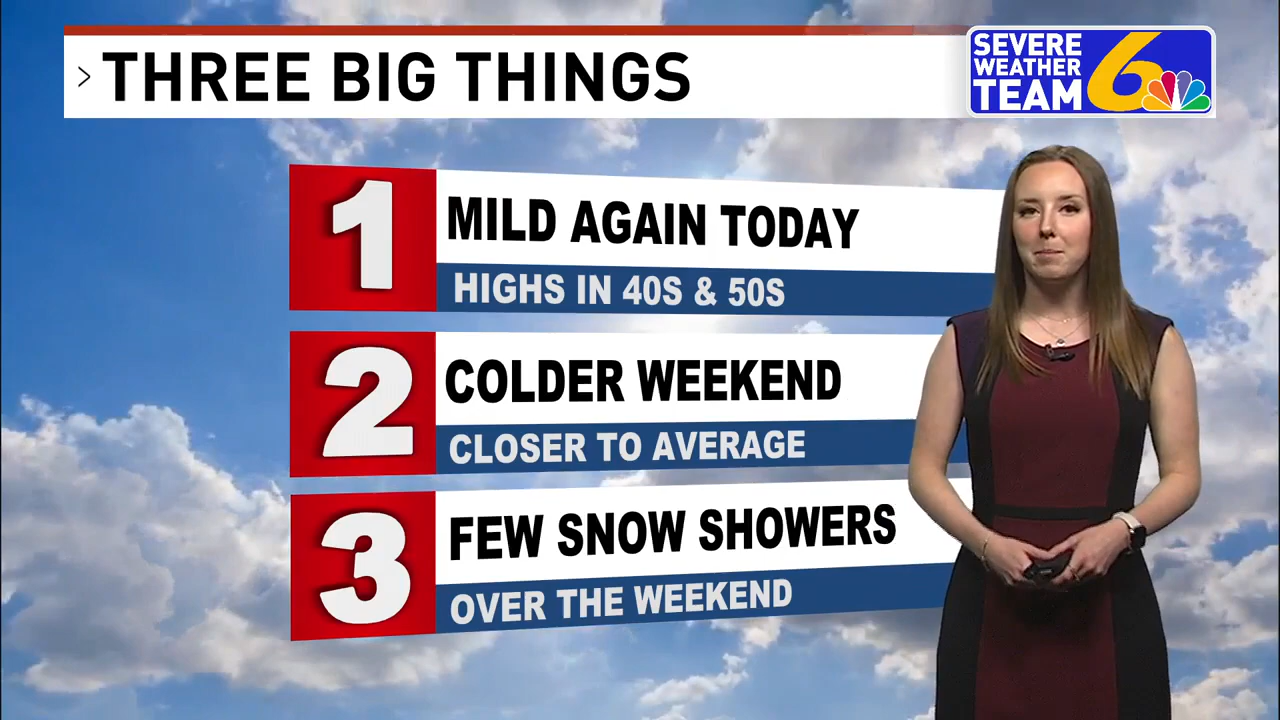 > THREE BIG THINGS
SEVERE
WEATHER
TEAM 6
1
MILD AGAIN TODAY
HIGHS IN 40S & 50S
2
COLDER WEEKEND
CLOSER TO AVERAGE
3
FEW SNOW SHOWERS
OVER THE WEEKEND